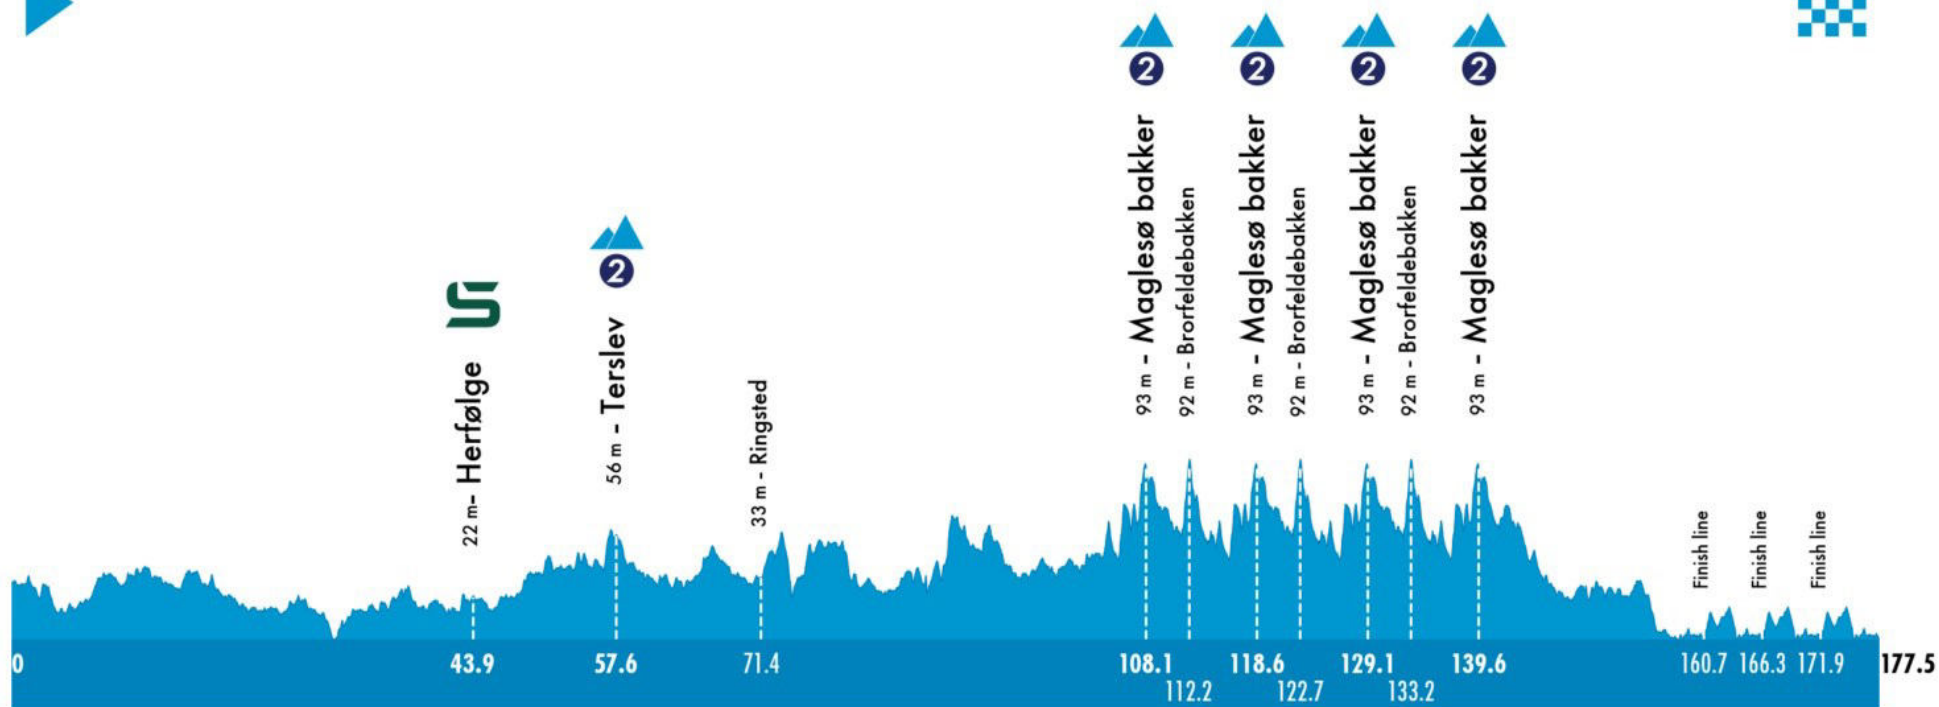 2
2
2
2
2
S
22 m- Herfølge
56 m - Terslev
33 m - Ringsted
93 m - Maglesø bakker
92 m - Brorfeldebakken
93 m - Maglesø bakker
92 m - Brorfeldebakken
93 m - Maglesø bakker
92 m - Brorfeldebakken
93 m - Maglesø bakker
Finish line
Finish line
Finish line
0
43.9
57.6
71.4
108.1
112.2
118.6
122.7
129.1
133.2
139.6
160.7
166.3
171.9
177.5